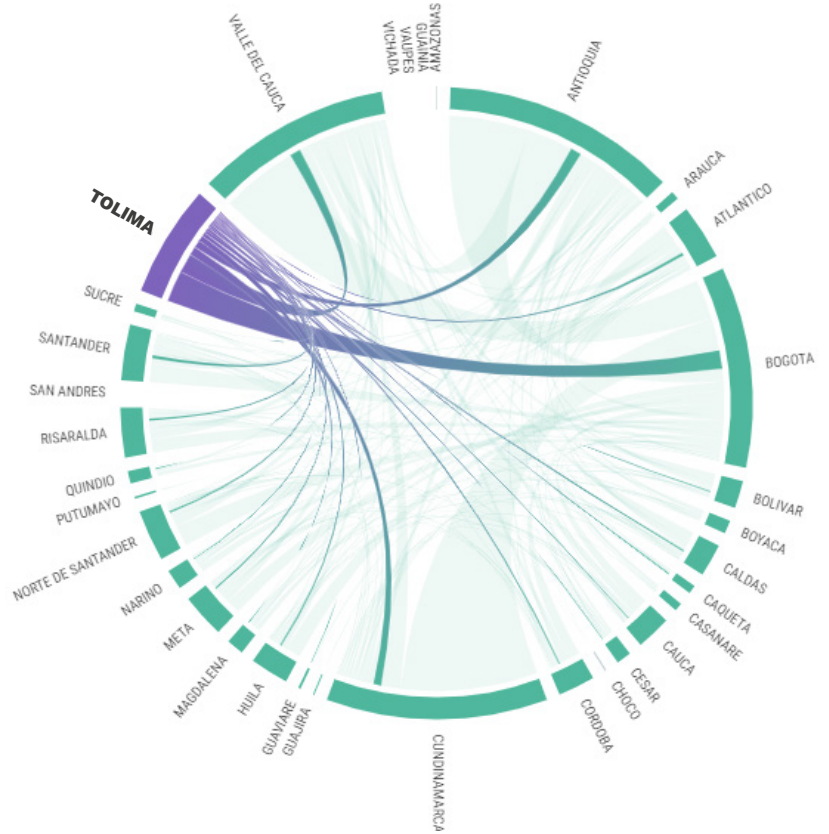 AMAZONAS
ANTIOQUIA
ARAUCA
ATLANTICO
BOGOTA
BOLIVAR
BOYACA
CALDAS
CAQUETA
CASANARE
CAUCA
CESAR
CHOCO
CORDOBA
CUNDINAMARCA
GUAJIRA
GUAVIARE
HUILA
MAGDALENA
META
NARINO
NORTE DE SANTANDER
PUTUMAYO
QUINDIO
RISARALDA
SAN ANDRES
SANTANDER
SUCRE
TOLIMA
VALLE DEL CAUCA
VICHADA
VAUPES
GUAINIA